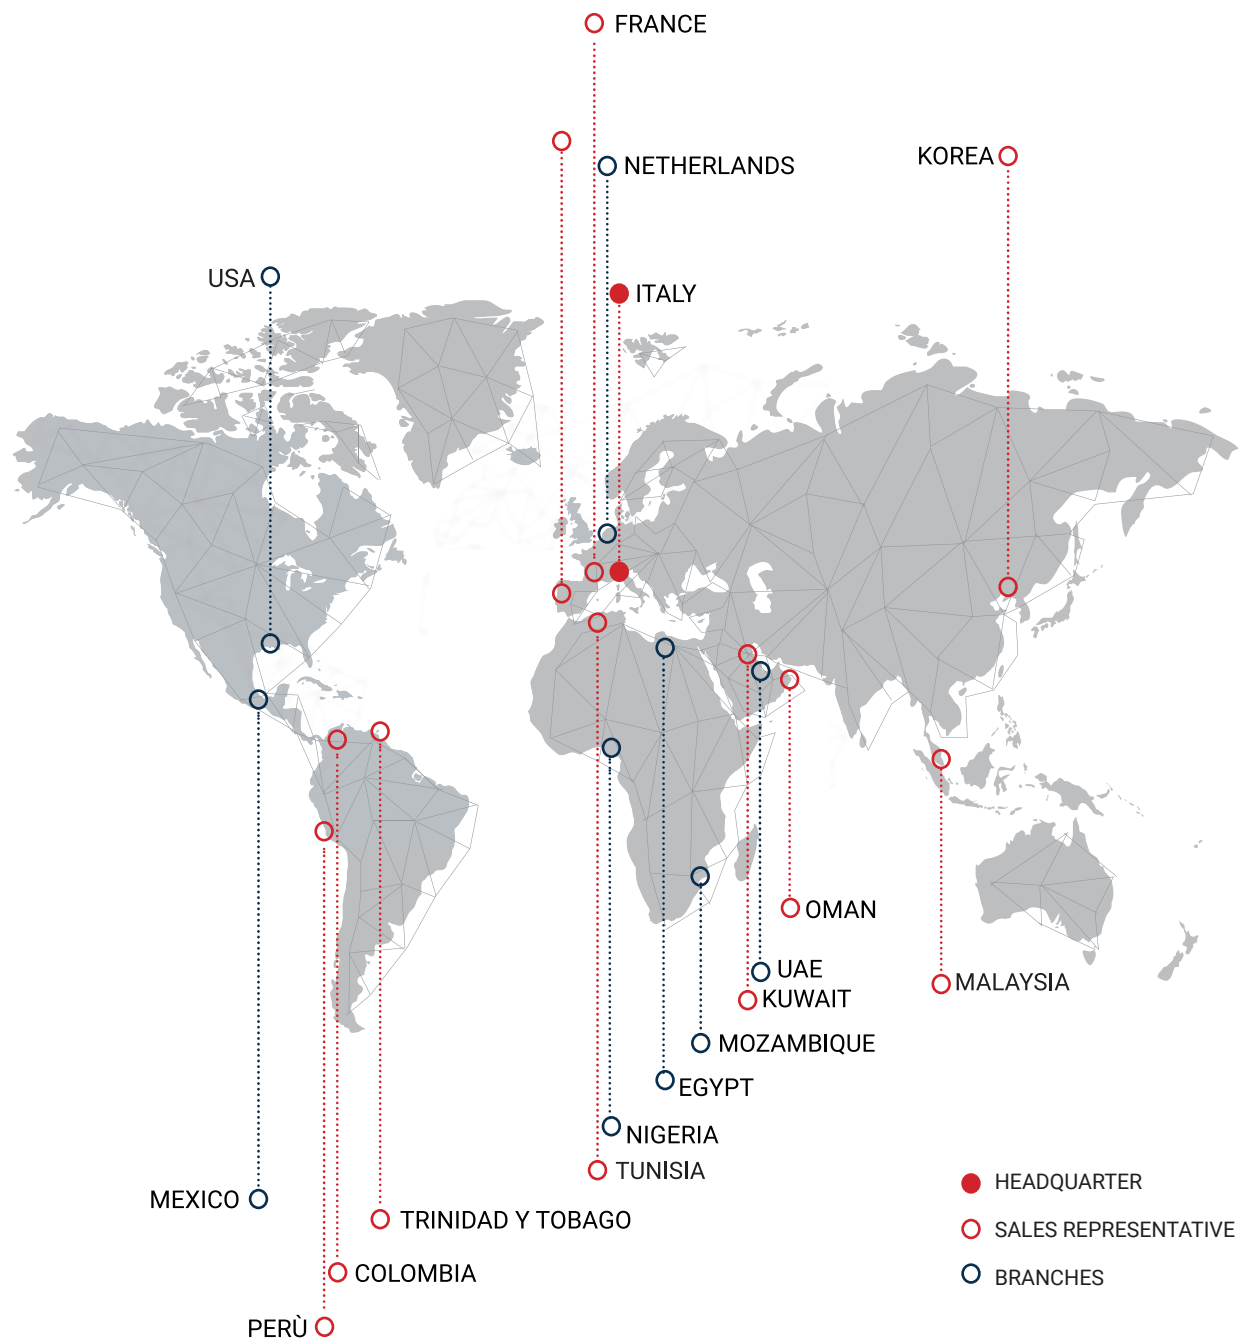 FRANCE
KOREA
NETHERLANDS
USA
ITALY
OMAN
UAE
MALAYSIA
KUWAIT
MOZAMBIQUE
EGYPT
NIGERIA
TUNISIA
HEADQUARTER
MEXICO
TRINIDAD Y TOBAGO
SALES REPRESENTATIVE
COLOMBIA
BRANCHES
PERÙ